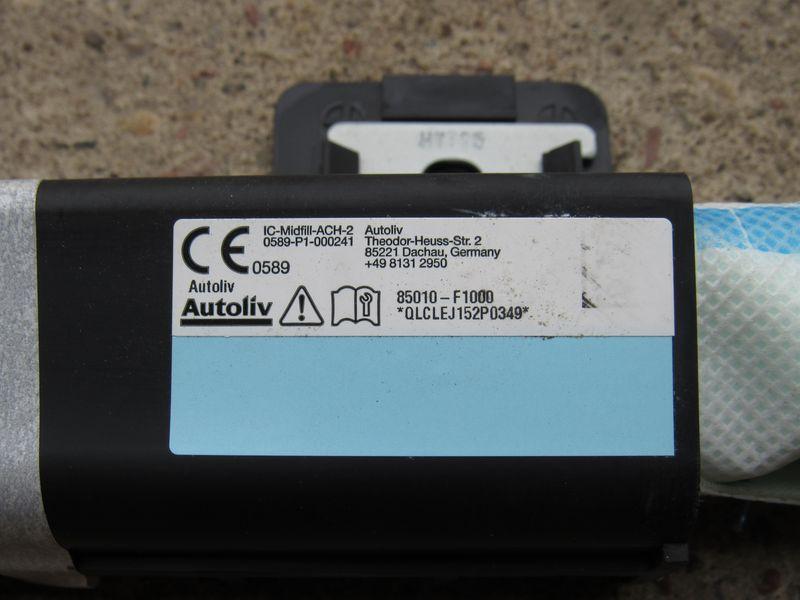 CE 0589
IC-Midfill-ACH-2
0589-P1-000241
Autoliv
Theodor-Heuss-Str. 2
85221 Dachau, Germany
+49 8131 2950
Autoliv
Autoliv
85010-F1000
*QLCLEJ152P0349*